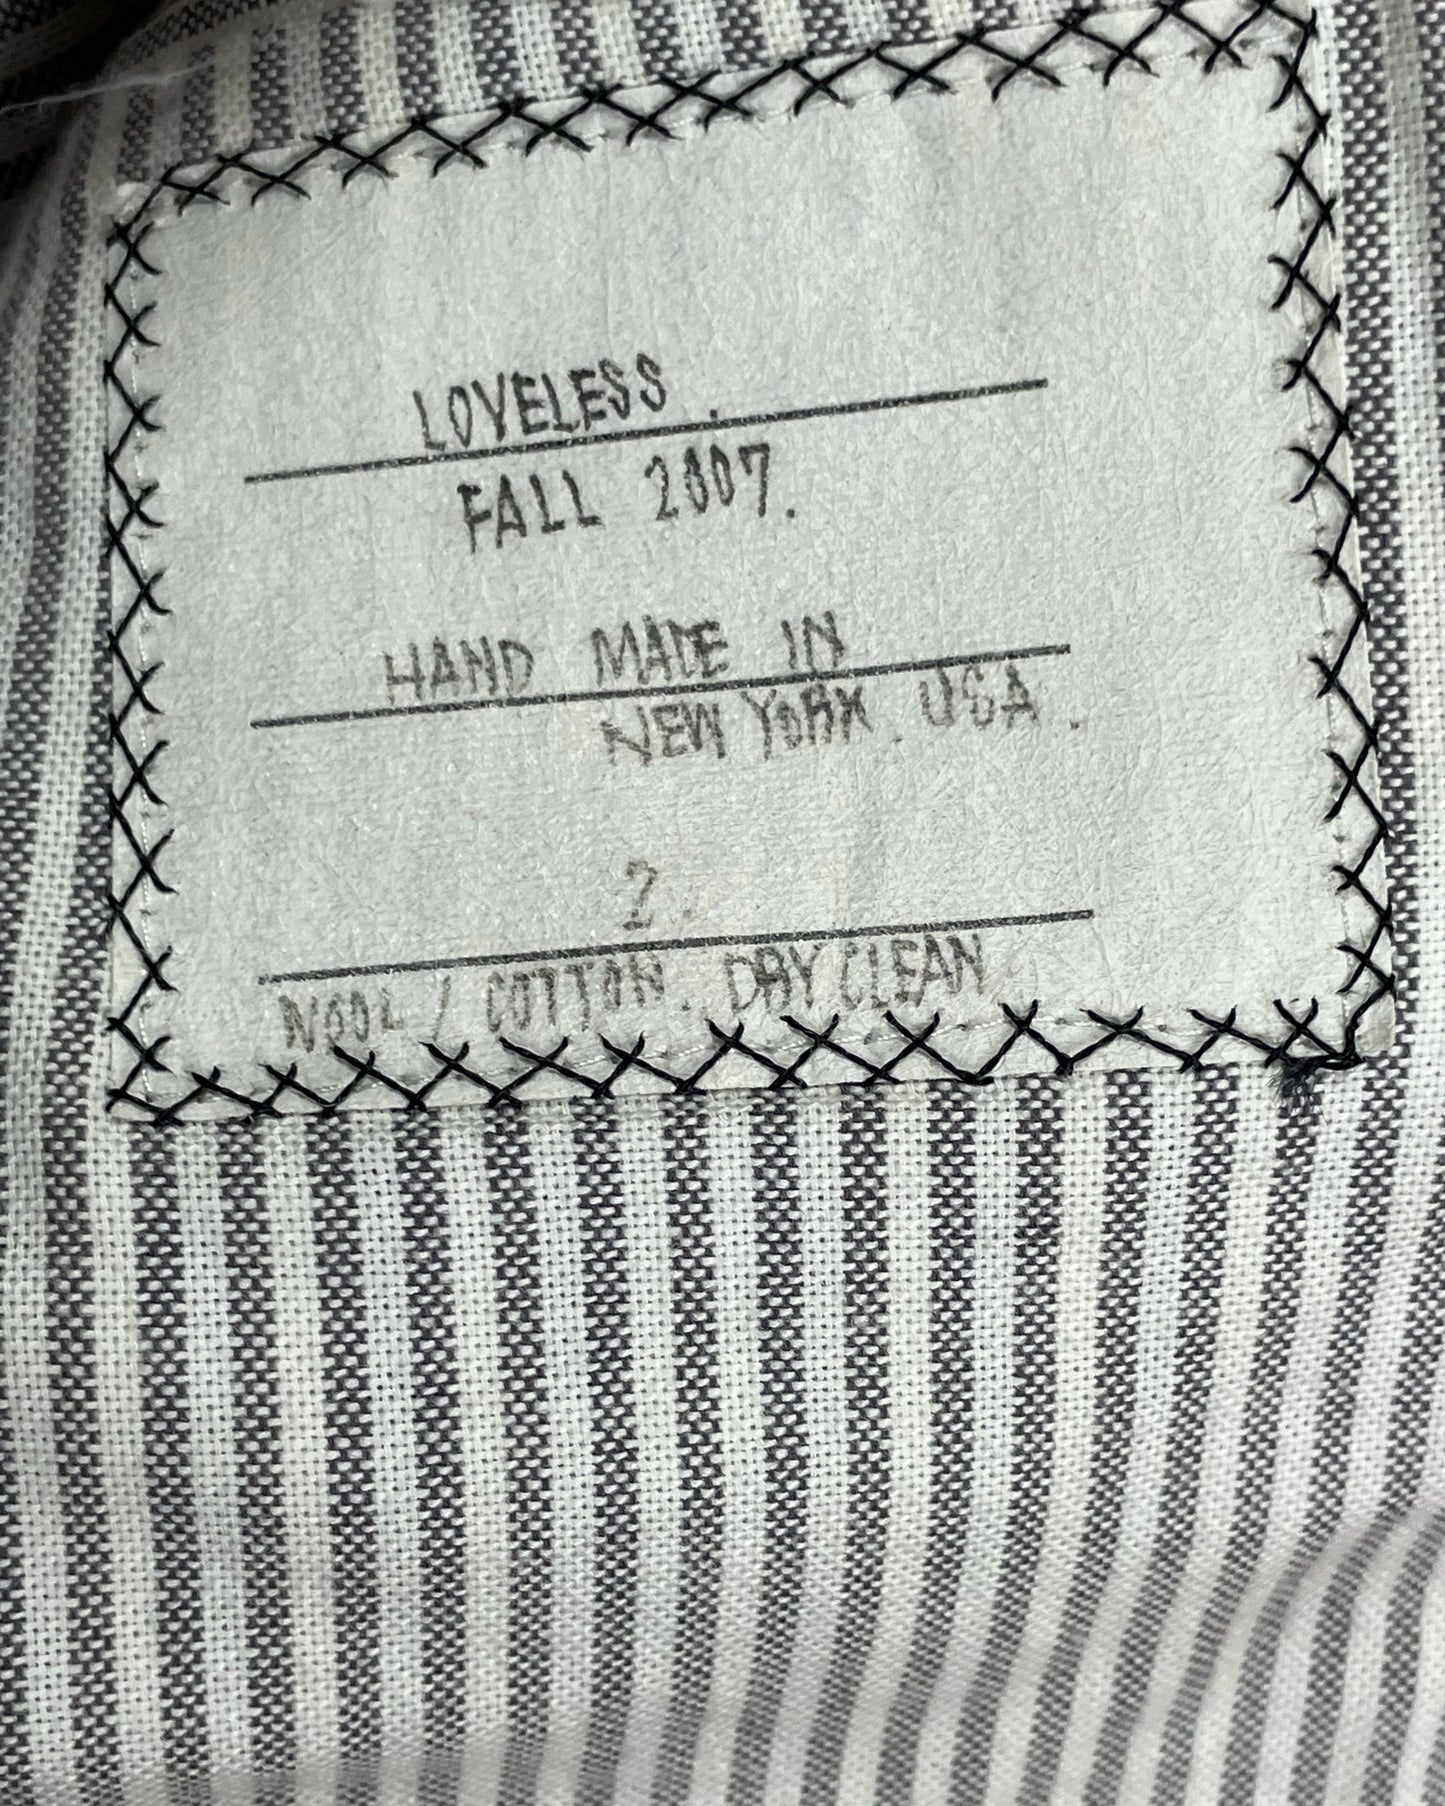 LOVELESS.
FALL 2007.
HAND MADE IN
NEW YORK. USA.
2.
WOOL / COTTON. DRY CLEAN